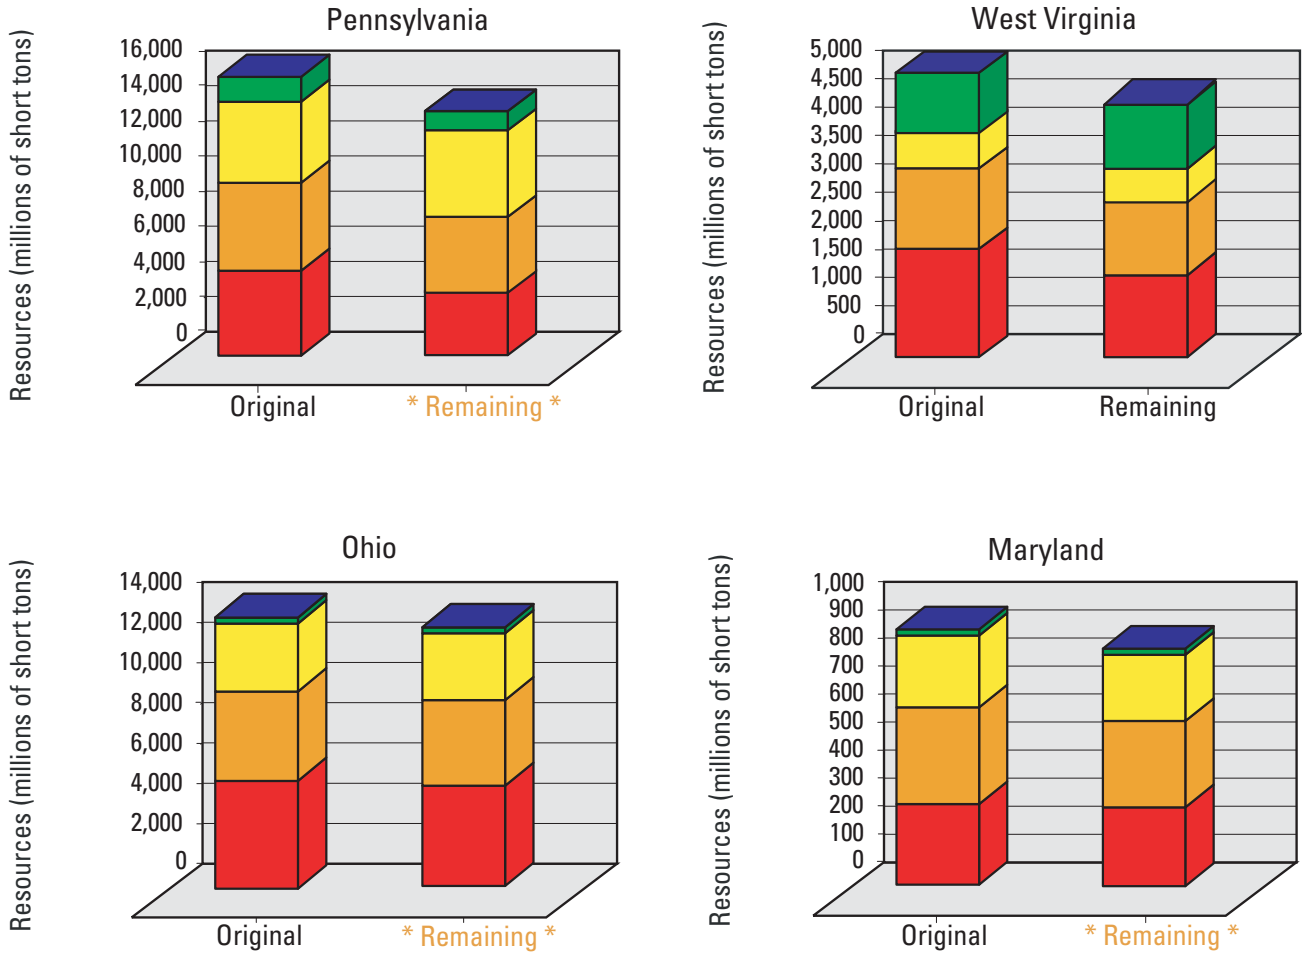 Pennsylvania
Resources (millions of short tons)
16,000
14,000
12,000
10,000
8,000
6,000
4,000
2,000
0
Original
* Remaining *
West Virginia
Resources (millions of short tons)
5,000
4,500
4,000
3,500
3,000
2,500
2,000
1,500
1,000
500
0
Original
Remaining
Ohio
Resources (millions of short tons)
14,000
12,000
10,000
8,000
6,000
4,000
2,000
0
Original
* Remaining *
Maryland
Resources (millions of short tons)
1,000
900
800
700
600
500
400
300
200
100
0
Original
* Remaining *